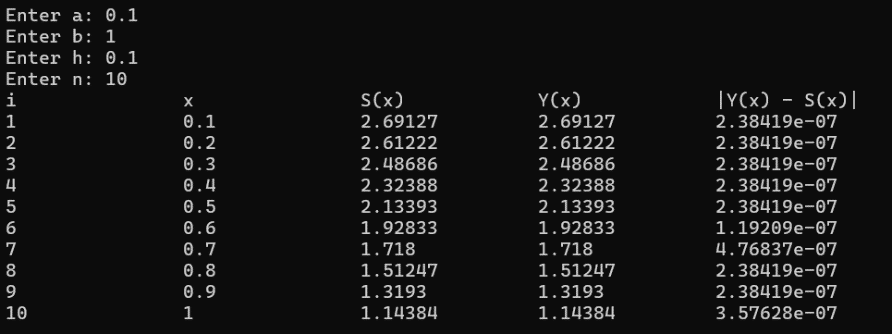 Enter a: 0.1
Enter b: 1
Enter h: 0.1
Enter n: 10
i x S(x) Y(x) |Y(x) - S(x)|
1 0.1 2.69127 2.69127 2.38419e-07
2 0.2 2.61222 2.61222 2.38419e-07
3 0.3 2.48686 2.48686 2.38419e-07
4 0.4 2.32388 2.32388 2.38419e-07
5 0.5 2.13393 2.13393 2.38419e-07
6 0.6 1.92833 1.92833 1.19209e-07
7 0.7 1.718 1.718 4.76837e-07
8 0.8 1.51247 1.51247 2.38419e-07
9 0.9 1.3193 1.3193 2.38419e-07
10 1 1.14384 1.14384 3.57628e-07